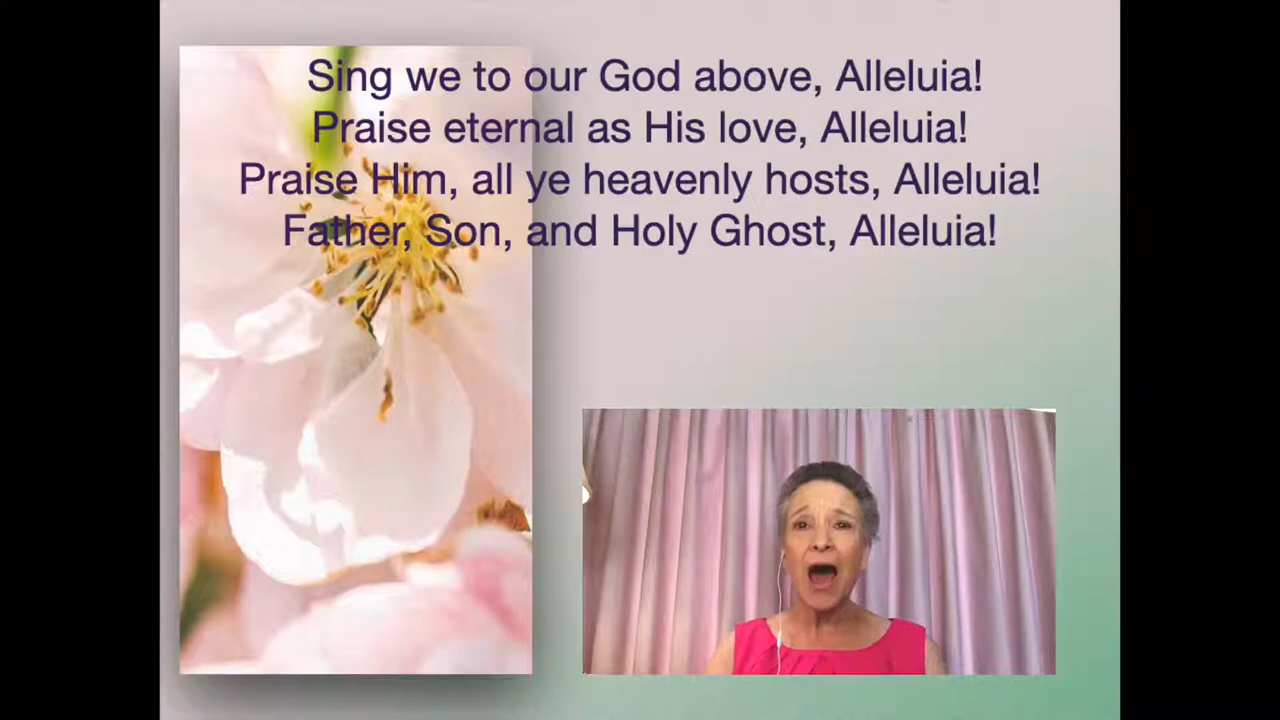 Sing we to our God above, Alleluia!
Praise eternal as His love, Alleluia!
Praise Him, all ye heavenly hosts, Alleluia!
Father, Son, and Holy Ghost, Alleluia!